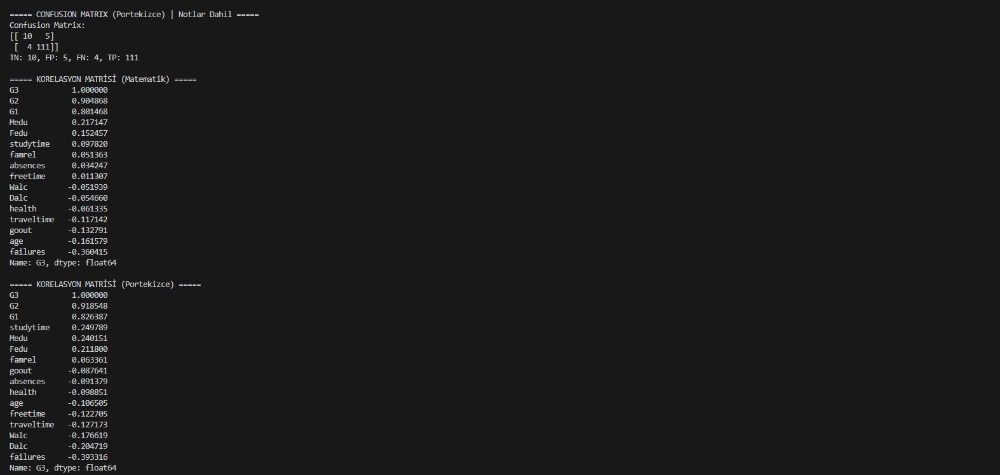 ===== CONFUSION MATRIX (Portekizce) | Notlar Dahil =====
Confusion Matrix:
[[ 10   5]
 [  4 111]]
TN: 10, FP: 5, FN: 4, TP: 111

===== KORELASYON MATRİSİ (Matematik) =====
G3            1.000000
G2            0.904868
G1            0.801468
Medu          0.217147
Fedu          0.152457
studytime     0.097820
famrel        0.051363
absences      0.034247
freetime      0.011307
Walc         -0.051939
Dalc         -0.054660
health       -0.061335
traveltime   -0.117142
goout        -0.132791
age          -0.161579
failures     -0.360415
Name: G3, dtype: float64

===== KORELASYON MATRİSİ (Portekizce) =====
G3            1.000000
G2            0.918548
G1            0.826387
studytime     0.249789
Medu          0.240151
Fedu          0.211800
famrel        0.063361
goout        -0.087641
absences     -0.091379
health       -0.098851
age          -0.106505
freetime     -0.122705
traveltime   -0.127173
Walc         -0.176619
Dalc         -0.204719
failures     -0.393316
Name: G3, dtype: float64